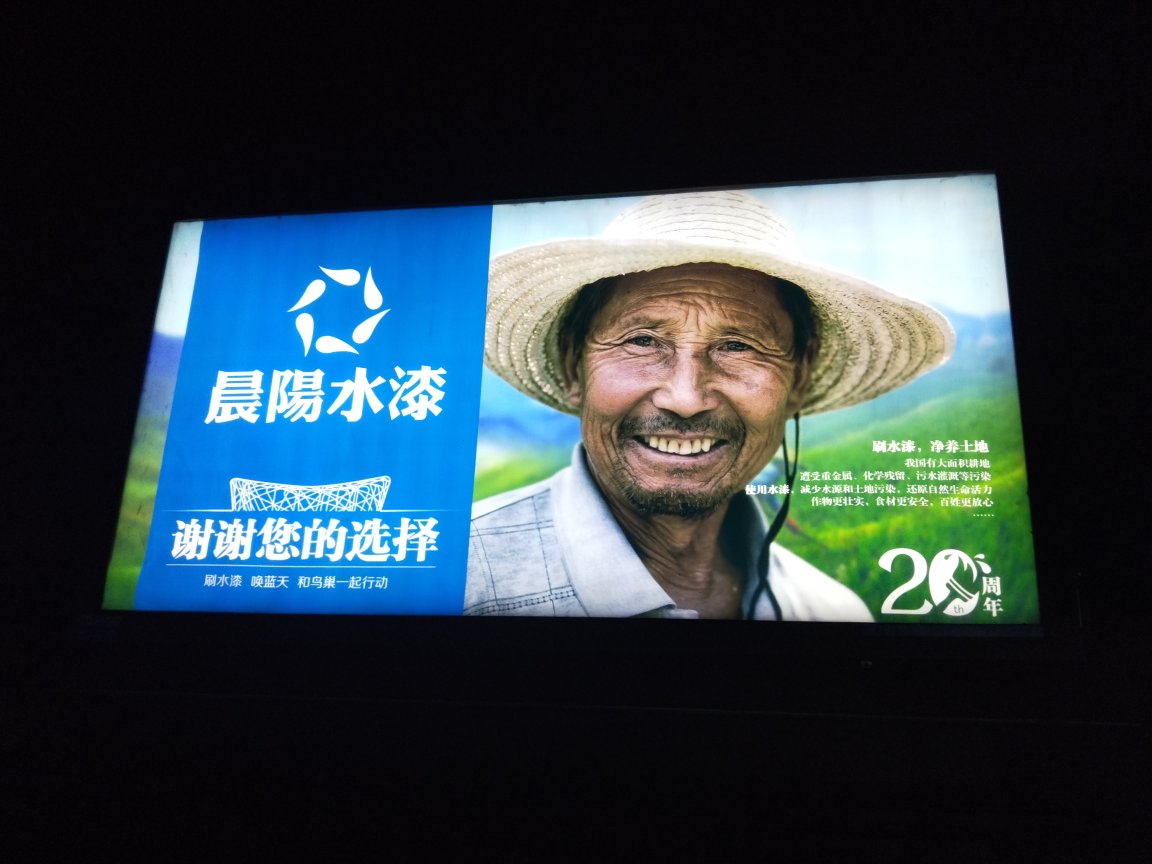 晨陽水漆
谢谢您的选择
刷水漆 唤蓝天 和鸟巢一起行动
刷水漆，净养土地
我国有大面积耕地
遭受重金属、化学残留、污水灌溉等污染
使用水漆，减少水源和土地污染，还原自然生命活力
作物更壮实，食材更安全，百姓更放心
……
20th周年